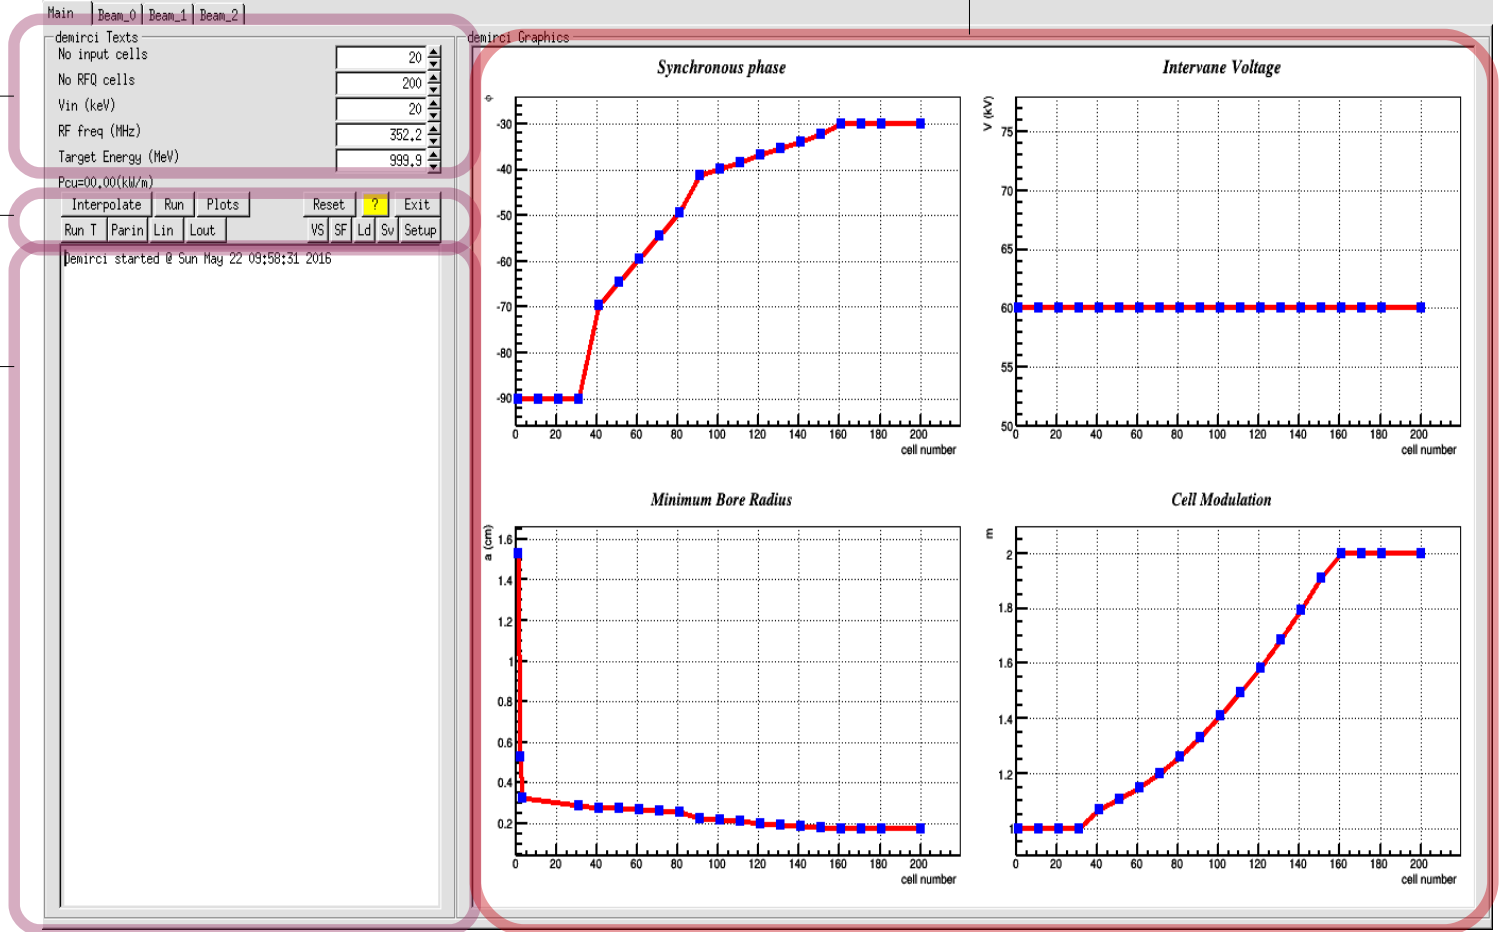 Main Beam_0 Beam_1 Beam_2
demirci Texts
No input cells 20
No RFQ cells 200
Vin (keV) 20
RF freq (MHz) 352.2
Target Energy (MeV) 999.9
Pcu=00.00(kW/m)
Interpolate Run Plots Reset ? Exit
Run T Parin Lin Lout VS SF Ld Sv Setup
Demirci started @ Sun May 22 09:58:31 2016
demirci Graphics
Synchronous phase
ϕ
-30
-40
-50
-60
-70
-80
-90
0 20 40 60 80 100 120 140 160 180 200
cell number
Intervane Voltage
V (kV)
75
70
65
60
55
50
0 20 40 60 80 100 120 140 160 180 200
cell number
Minimum Bore Radius
a (cm)
1.6
1.4
1.2
1
0.8
0.6
0.4
0.2
0 20 40 60 80 100 120 140 160 180 200
cell number
Cell Modulation
m
2
1.8
1.6
1.4
1.2
1
0 20 40 60 80 100 120 140 160 180 200
cell number